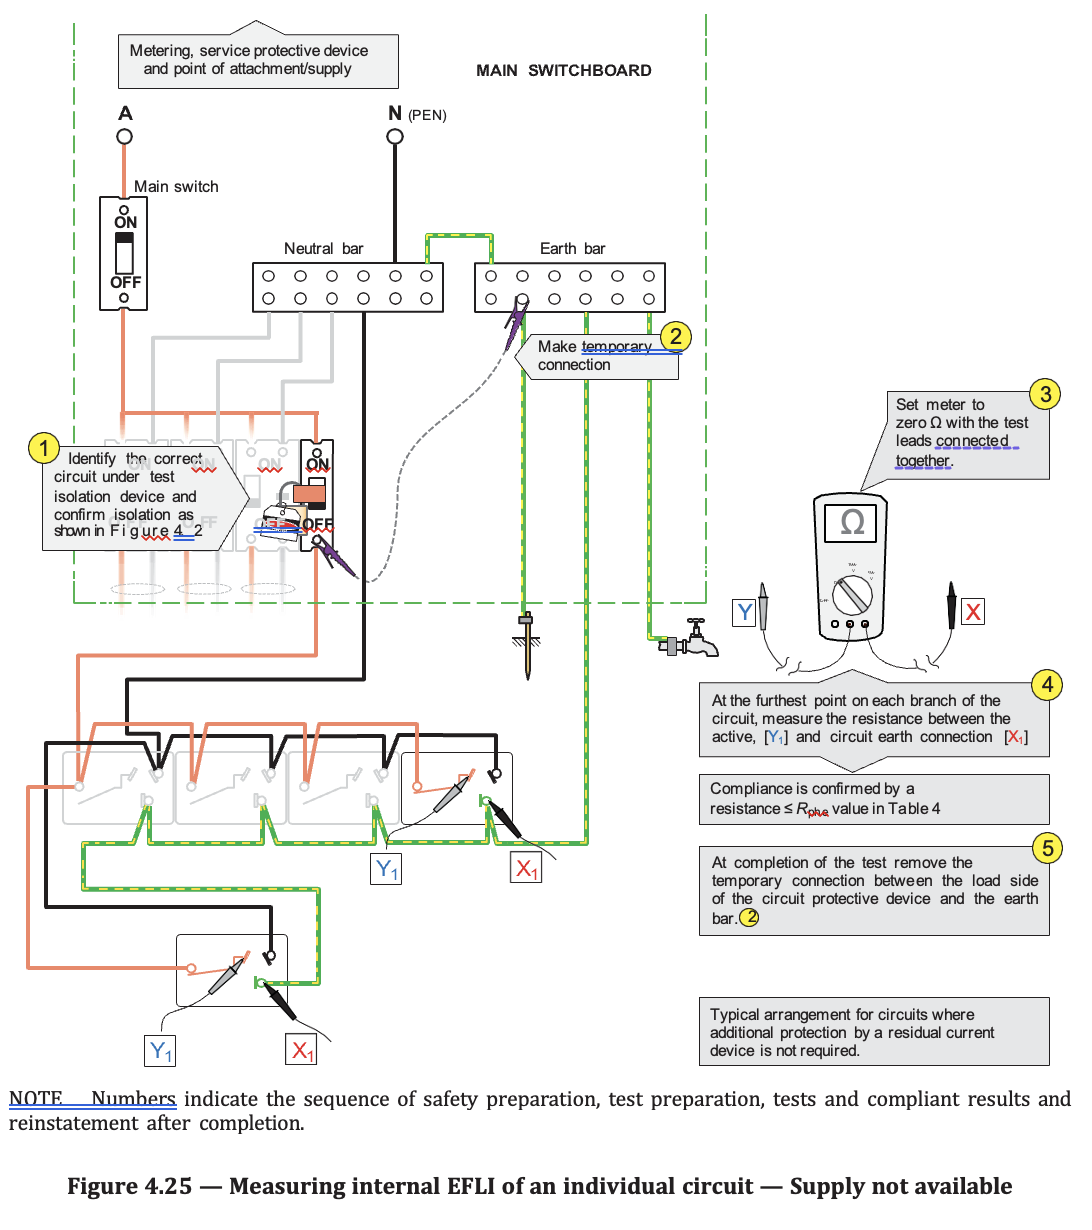 Metering, service protective device
and point of attachment/supply
MAIN SWITCHBOARD
A
N (PEN)
Main switch
ON
OFF
Neutral bar
Earth bar
2
Make temporary
connection
1
Identify the correct
circuit under test
isolation device and
confirm isolation as
shown in Figure 4 2
ON
ON
ON
ON
OFF
OFF
OFF
3
Set meter to
zero Ω with the test
leads connected
together.
Ω
OFF
Y
X
4
At the furthest point on each branch of the
circuit, measure the resistance between the
active, [Y1] and circuit earth connection [X1]
Compliance is confirmed by a
resistance ≤ Rphe value in Table 4
5
At completion of the test remove the
temporary connection between the load side
of the circuit protective device and the earth
bar. 2
Y1
X1
Y1
X1
Typical arrangement for circuits where
additional protection by a residual current
device is not required.
NOTE Numbers indicate the sequence of safety preparation, test preparation, tests and compliant results and
reinstatement after completion.
Figure 4.25 — Measuring internal EFLI of an individual circuit — Supply not available